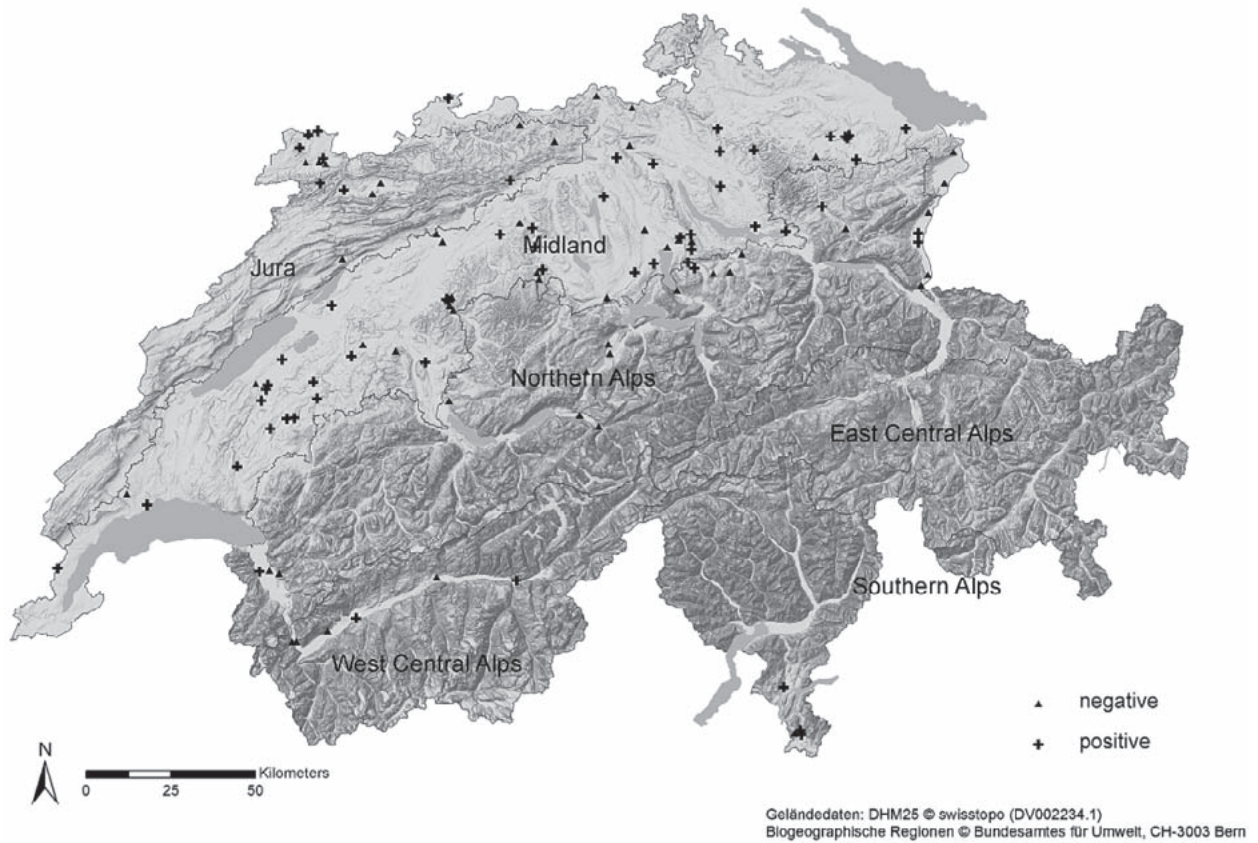 Jura
Midland
Northern Alps
East Central Alps
Southern Alps
West Central Alps
negative
positive
N
Kilometers
0 25 50
Geländedaten: DHM25 © swisstopo (DV002234.1)
Biogeographische Regionen © Bundesamtes für Umwelt, CH-3003 Bern